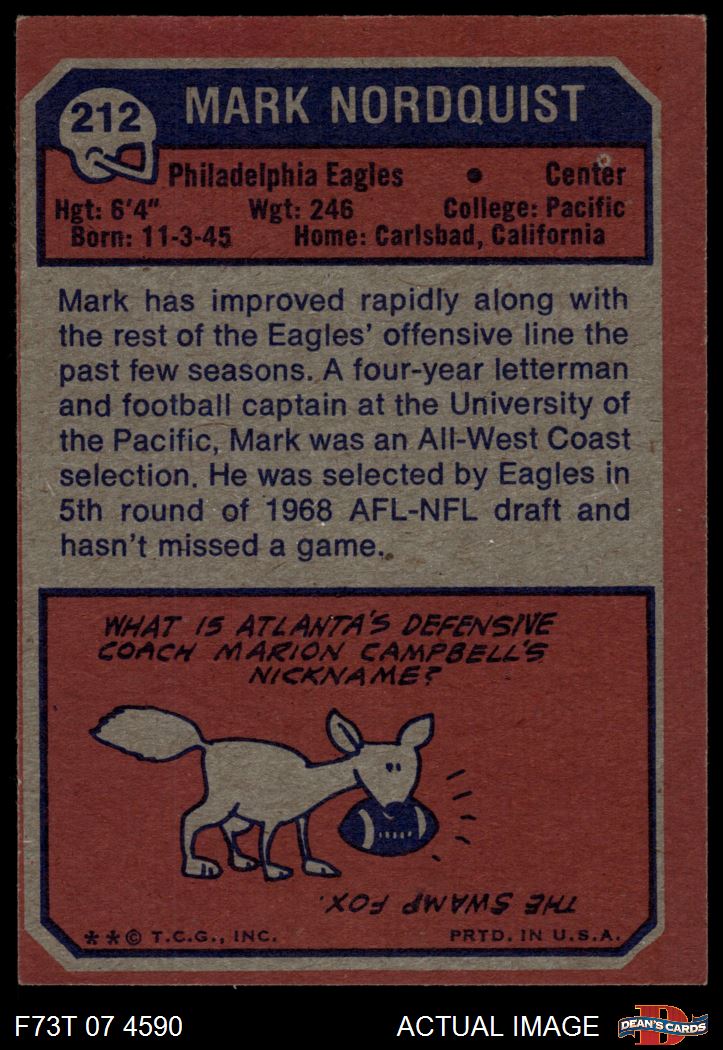 212
MARK NORDQUIST
Philadelphia Eagles • Center
Hgt: 6'4" Wgt: 246 College: Pacific
Born: 11-3-45 Home: Carlsbad, California
Mark has improved rapidly along with
the rest of the Eagles' offensive line the
past few seasons. A four-year letterman
and football captain at the University of
the Pacific, Mark was an All-West Coast
selection. He was selected by Eagles in
5th round of 1968 AFL-NFL draft and
hasn't missed a game.
WHAT IS ATLANTA'S DEFENSIVE
COACH MARION CAMPBELL'S
NICKNAME?
THE SWAMP FOX.
**© T.C.G., INC. PRTD. IN U.S.A.
F73T 07 4590 ACTUAL IMAGE
D
DEAN'S CARDS